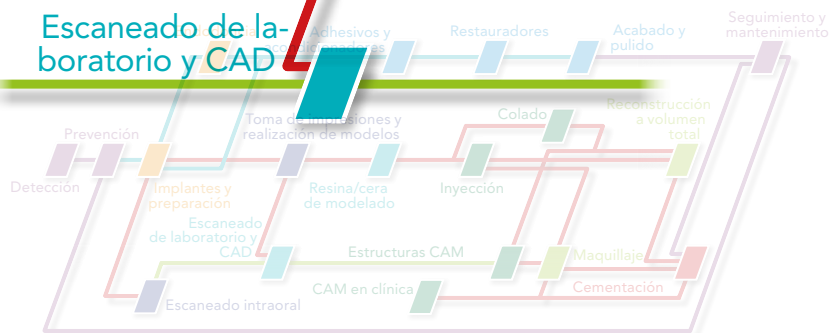 Escaneado de la-
boratorio y CAD
Adhesivos y
acondicionadores
Restauradores
Acabado y
pulido
Seguimiento y
mantenimiento
Prevención
Toma de impresiones y
realización de modelos
Colado
Reconstrucción
a volumen
total
Detección
Implantes y
preparación
Resina/cera
de modelado
Inyección
Escaneado
de laboratorio y
CAD
Estructuras CAM
Maquillaje
Escaneado intraoral
CAM en clínica
Cementación